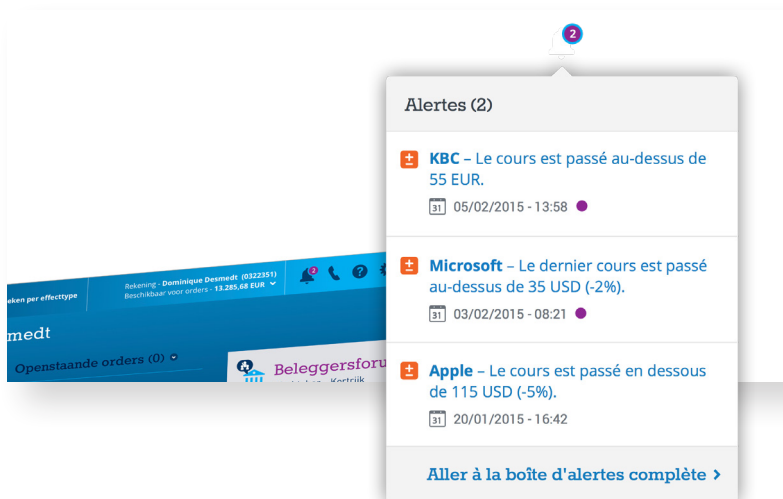 2
Alertes (2)
KBC – Le cours est passé au-dessus de
55 EUR.
31 05/02/2015 - 13:58
Microsoft – Le dernier cours est passé
au-dessus de 35 USD (-2%).
31 03/02/2015 - 08:21
Apple – Le cours est passé en dessous
de 115 USD (-5%).
31 20/01/2015 - 16:42
Aller à la boîte d'alertes complète
eken per effecttype
Rekening - Dominique Desmedt (0322351)
Beschikbaar voor orders - 13.285,68 EUR
2
?
medt
Openstaande orders (0)
Beleggersforu
Kortrijk